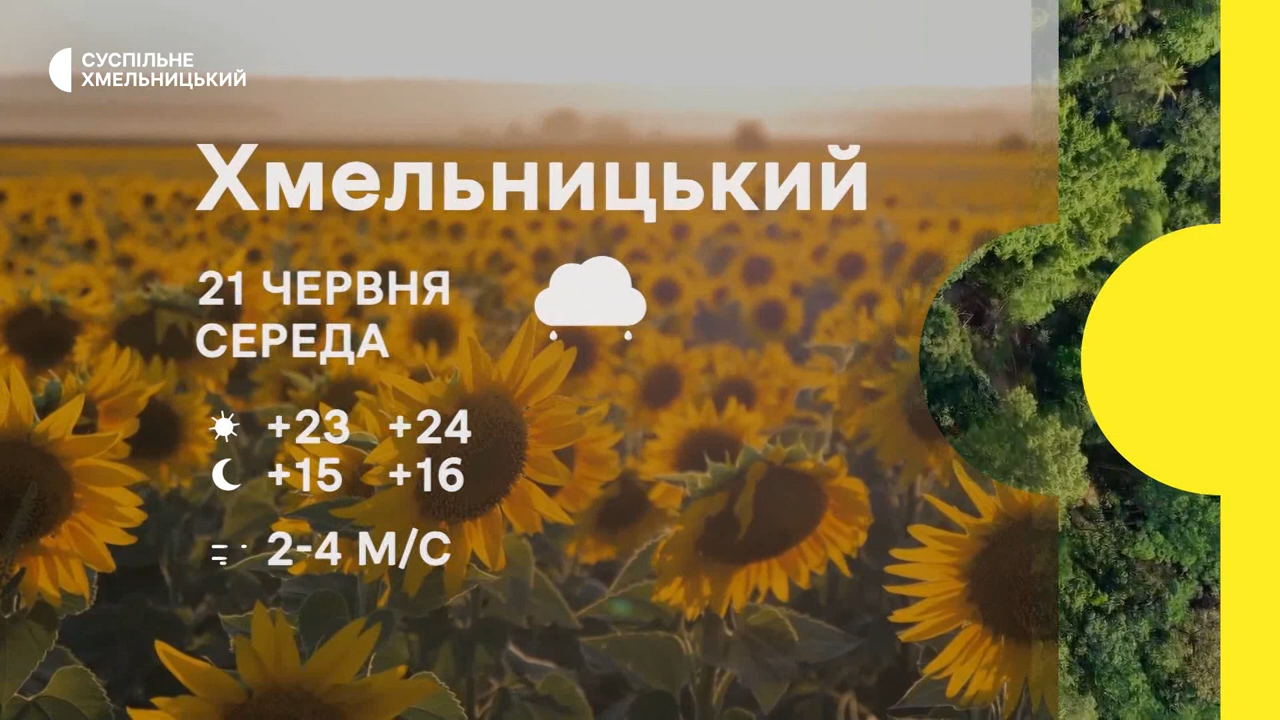 СУСПІЛЬНЕ
ХМЕЛЬНИЦЬКИЙ
Хмельницький
21 ЧЕРВНЯ
СЕРЕДА
+23 +24
+15 +16
2-4 М/С